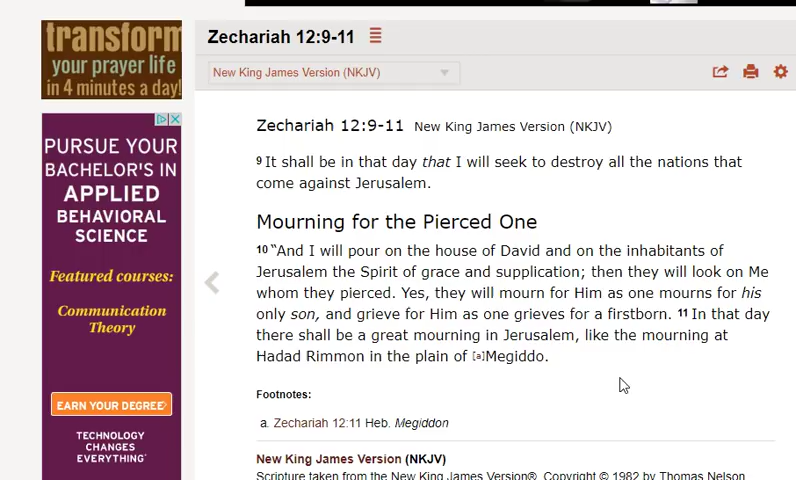 transform
your prayer life
in 4 minutes a day!
Zechariah 12:9-11
New King James Version (NKJV)
PURSUE YOUR
BACHELOR'S IN
APPLIED
BEHAVIORAL
SCIENCE
Featured courses:
Communication
Theory
EARN YOUR DEGREE
TECHNOLOGY
CHANGES
EVERYTHING
Zechariah 12:9-11 New King James Version (NKJV)
9 It shall be in that day that I will seek to destroy all the nations that
come against Jerusalem.
Mourning for the Pierced One
10 “And I will pour on the house of David and on the inhabitants of
Jerusalem the Spirit of grace and supplication; then they will look on Me
whom they pierced. Yes, they will mourn for Him as one mourns for his
only son, and grieve for Him as one grieves for a firstborn. 11 In that day
there shall be a great mourning in Jerusalem, like the mourning at
Hadad Rimmon in the plain of [a]Megiddo.
Footnotes:
a. Zechariah 12:11 Heb. Megiddon
New King James Version (NKJV)
Scripture taken from the New King James Version®. Copyright © 1982 by Thomas Nelson